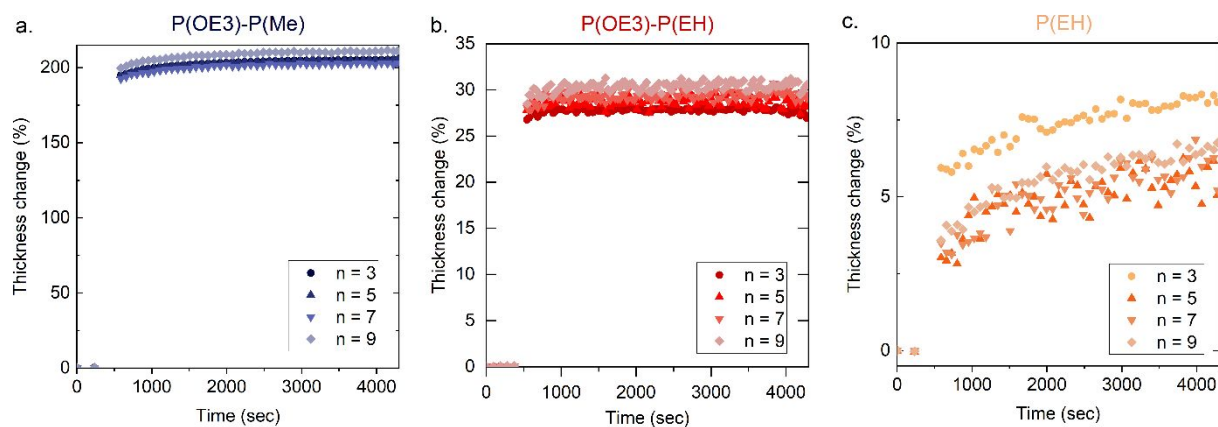 a.
P(OE3)-P(Me)
Thickness change (%)
200
150
100
50
0
0
1000
2000
3000
4000
Time (sec)
n = 3
n = 5
n = 7
n = 9
b.
P(OE3)-P(EH)
Thickness change (%)
35
30
25
20
15
10
5
0
0
1000
2000
3000
4000
Time (sec)
n = 3
n = 5
n = 7
n = 9
c.
P(EH)
Thickness change (%)
10
5
0
0
1000
2000
3000
4000
Time (sec)
n = 3
n = 5
n = 7
n = 9